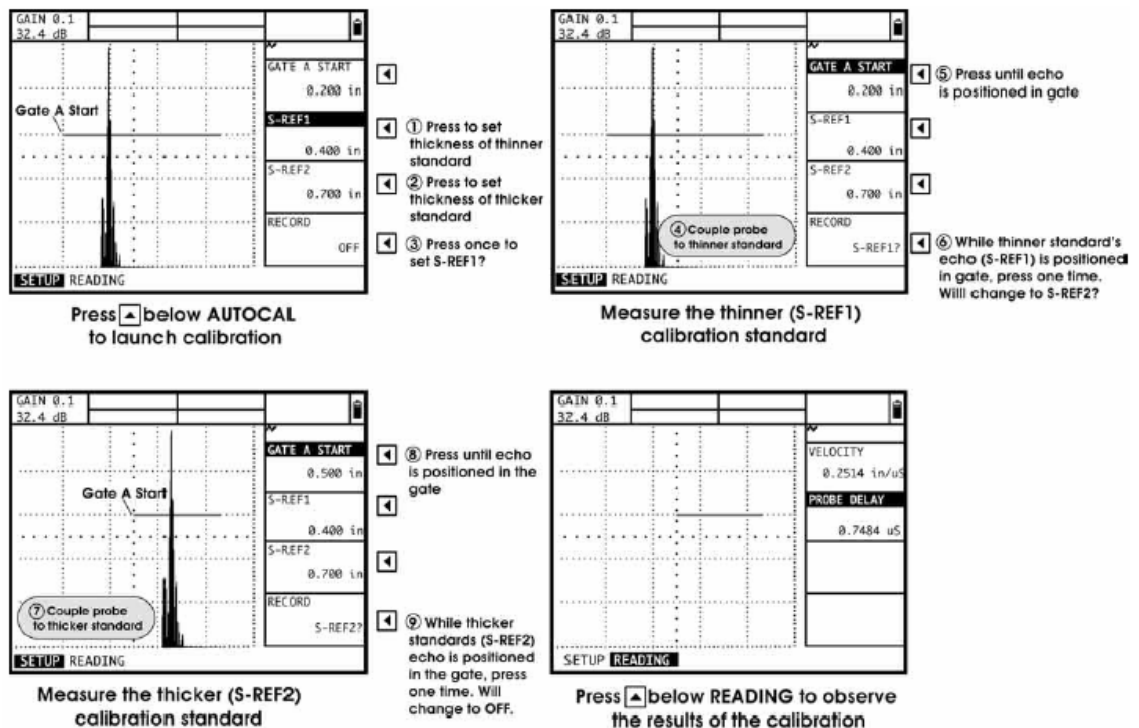 GAIN 0.1
32.4 dB
GATE A START
0.200 in
Gate A Start
S-REF1
0.400 in
S-REF2
0.700 in
RECORD
OFF
SETUP READING
① Press to set
thickness of thinner
standard
② Press to set
thickness of thicker
standard
③ Press once to
set S-REF1?
Press ▲ below AUTOCAL
to launch calibration
GAIN 0.1
32.4 dB
GATE A START
0.200 in
S-REF1
0.400 in
S-REF2
0.700 in
RECORD
S-REF1?
④ Couple probe
to thinner standard
SETUP READING
⑤ Press until echo
is positioned in gate
⑥ While thinner standard's
echo (S-REF1) is positioned
in gate, press one time.
Willl change to S-REF2?
Measure the thinner (S-REF1)
calibration standard
GAIN 0.1
32.4 dB
GATE A START
0.500 in
Gate A Start
S-REF1
0.400 in
S-REF2
0.700 in
RECORD
S-REF2?
⑦ Couple probe
to thicker standard
SETUP READING
⑧ Press until echo
is positioned in the
gate
⑨ While thicker
standards (S-REF2)
echo is positioned
in the gate, press
one time. Will
change to OFF.
Measure the thicker (S-REF2)
calibration standard
GAIN 0.1
32.4 dB
VELOCITY
0.2514 in/uS
PROBE DELAY
0.7484 uS
SETUP READING
Press ▲ below READING to observe
the results of the calibration